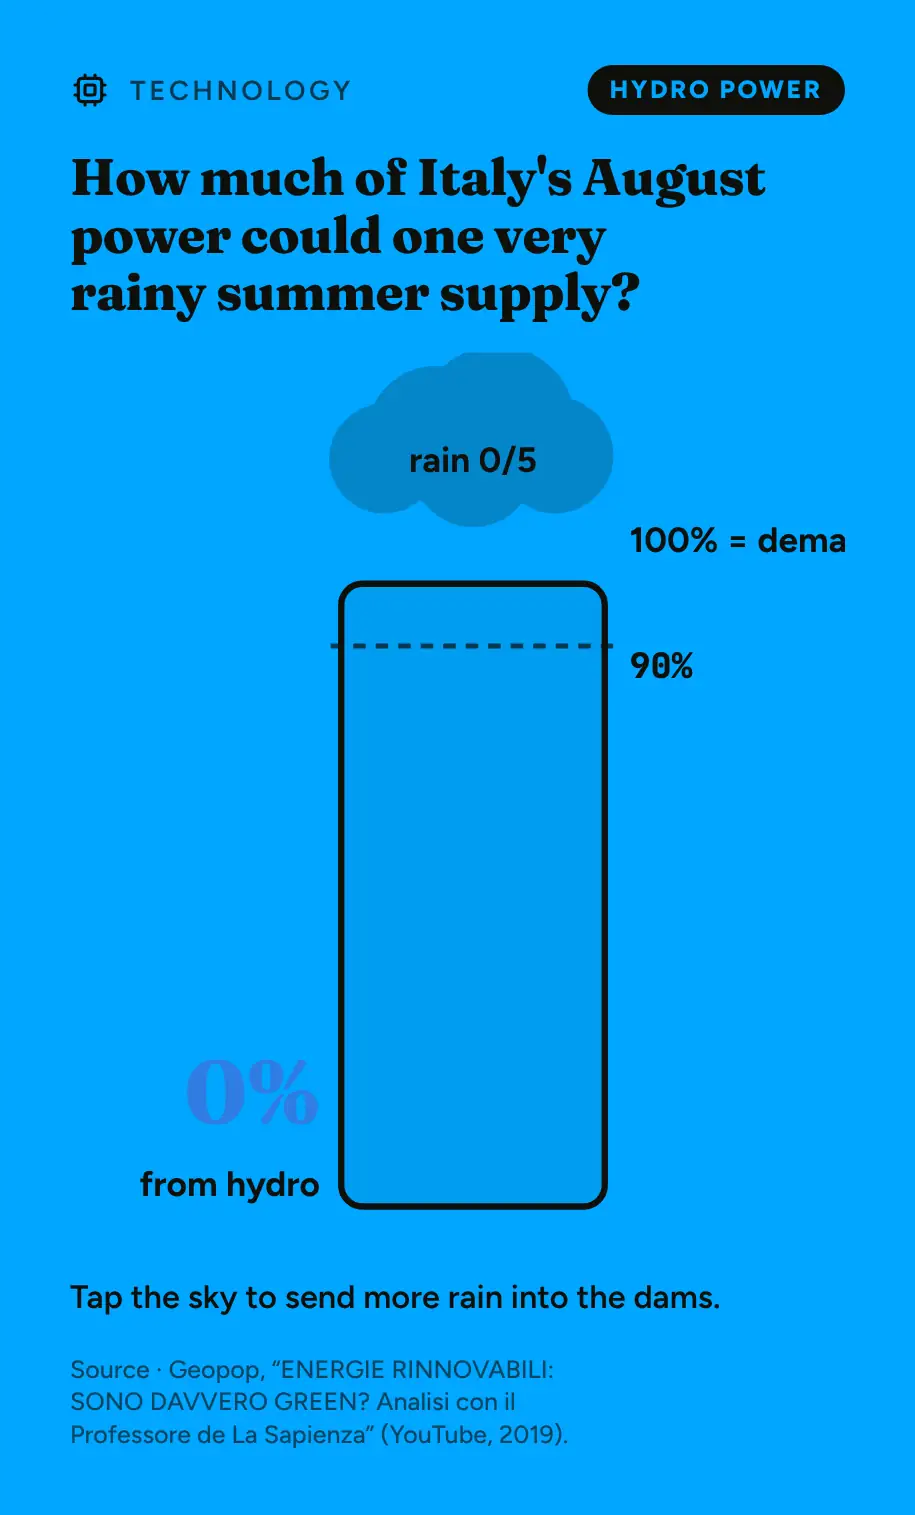 TECHNOLOGY
HYDRO POWER
How much of Italy's August
power could one very
rainy summer supply?
rain 0/5
100% = dema
90%
0%
from hydro
Tap the sky to send more rain into the dams.
Source · Geopop, “ENERGIE RINNOVABILI:
SONO DAVVERO GREEN? Analisi con il
Professore de La Sapienza” (YouTube, 2019).